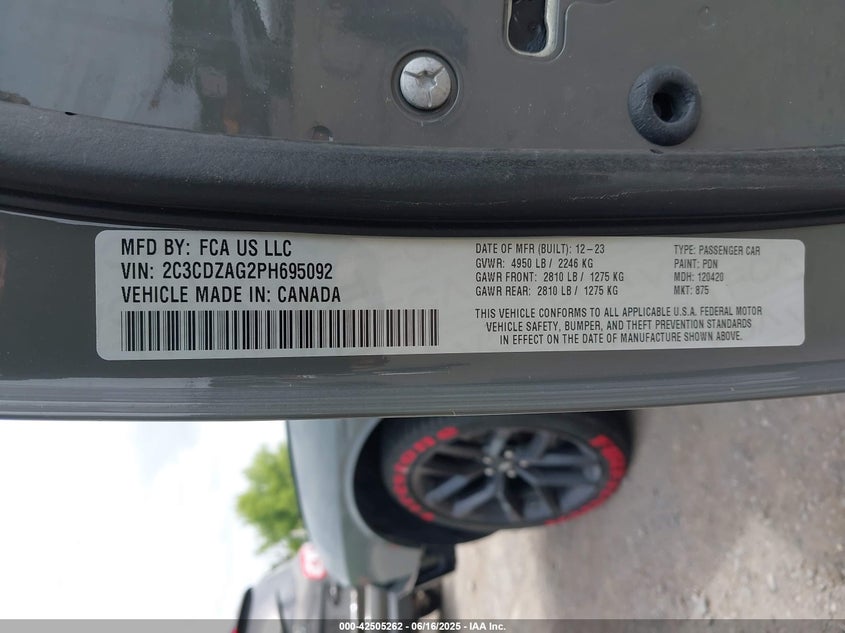 MFD BY: FCA US LLC
VIN: 2C3CDZAG2PH695092
VEHICLE MADE IN: CANADA
DATE OF MFR (BUILT): 12-23
GVWR: 4950 LB / 2246 KG
GAWR FRONT: 2810 LB / 1275 KG
GAWR REAR: 2810 LB / 1275 KG
TYPE: PASSENGER CAR
PAINT: PDN
MDH: 120420
MKT: 875
THIS VEHICLE CONFORMS TO ALL APPLICABLE U.S.A. FEDERAL MOTOR
VEHICLE SAFETY, BUMPER, AND THEFT PREVENTION STANDARDS
IN EFFECT ON THE DATE OF MANUFACTURE SHOWN ABOVE.
000-42505262 - 06/16/2025 - IAA Inc.